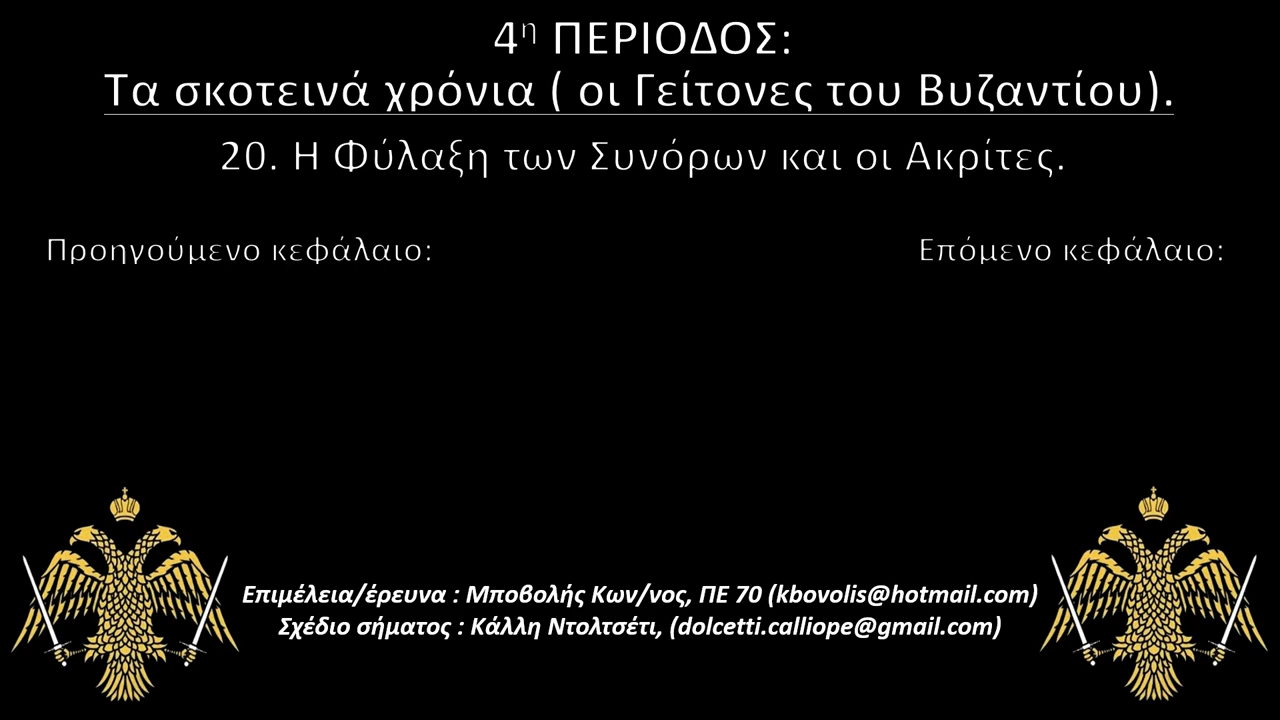 4η ΠΕΡΙΟΔΟΣ:
Τα σκοτεινά χρόνια ( οι Γείτονες του Βυζαντίου).
20. Η Φύλαξη των Συνόρων και οι Ακρίτες.
Προηγούμενο κεφάλαιο:
Επόμενο κεφάλαιο:
Επιμέλεια/έρευνα : Μποβολής Κων/νος, ΠΕ 70 (kbovolis@hotmail.com)
Σχέδιο σήματος : Κάλλη Ντολτσέτι, (dolcetti.calliope@gmail.com)